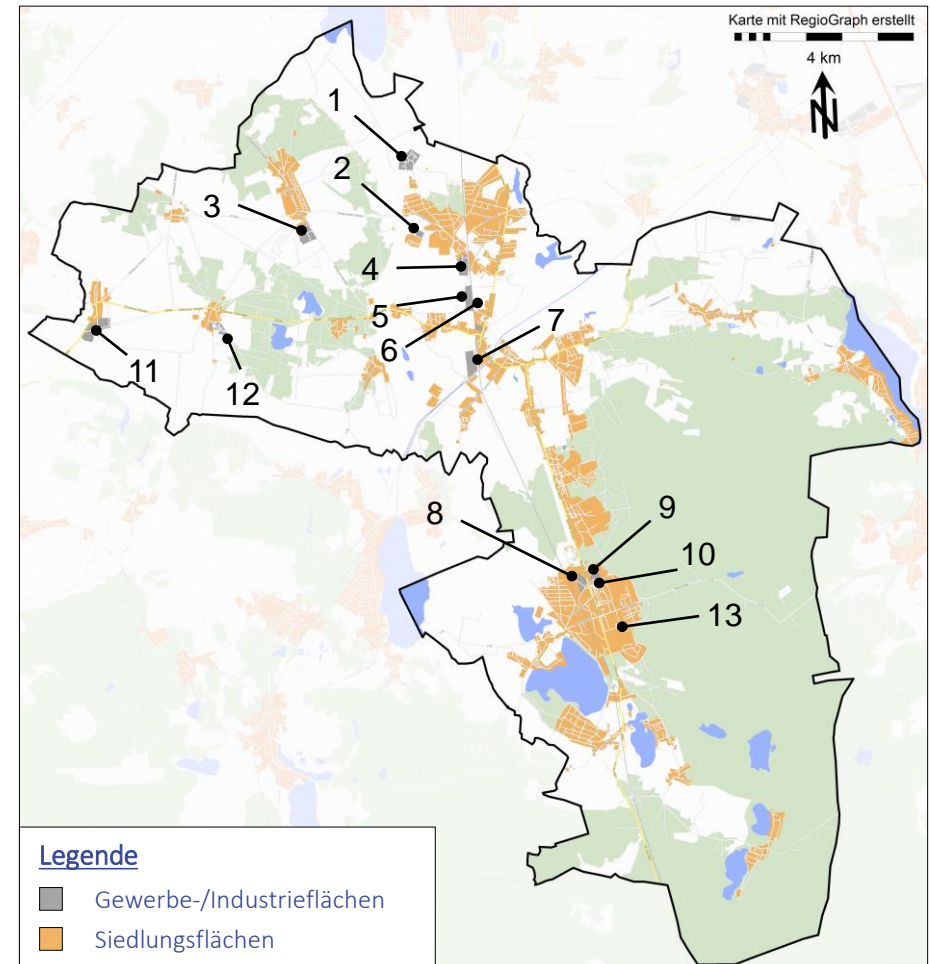 Karte mit RegioGraph erstellt
4 km
N
1
2
3
4
5
6
7
11
12
8
9
10
13
Legende
Gewerbe-/Industrieflächen
Siedlungsflächen